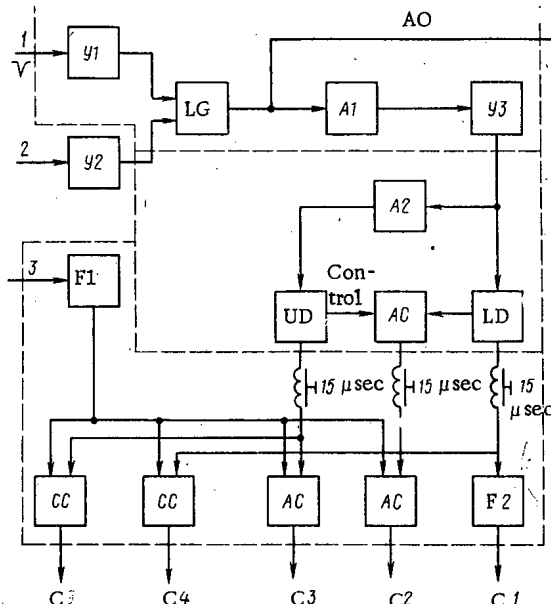 AO
1
У1
LG
A1
У3
2
У2
A2
3
F1
Con-
trol
UD
AC
LD
15 μsec
15 μsec
15
μsec
CC
CC
AC
AC
F2
C4
C3
C2
C1